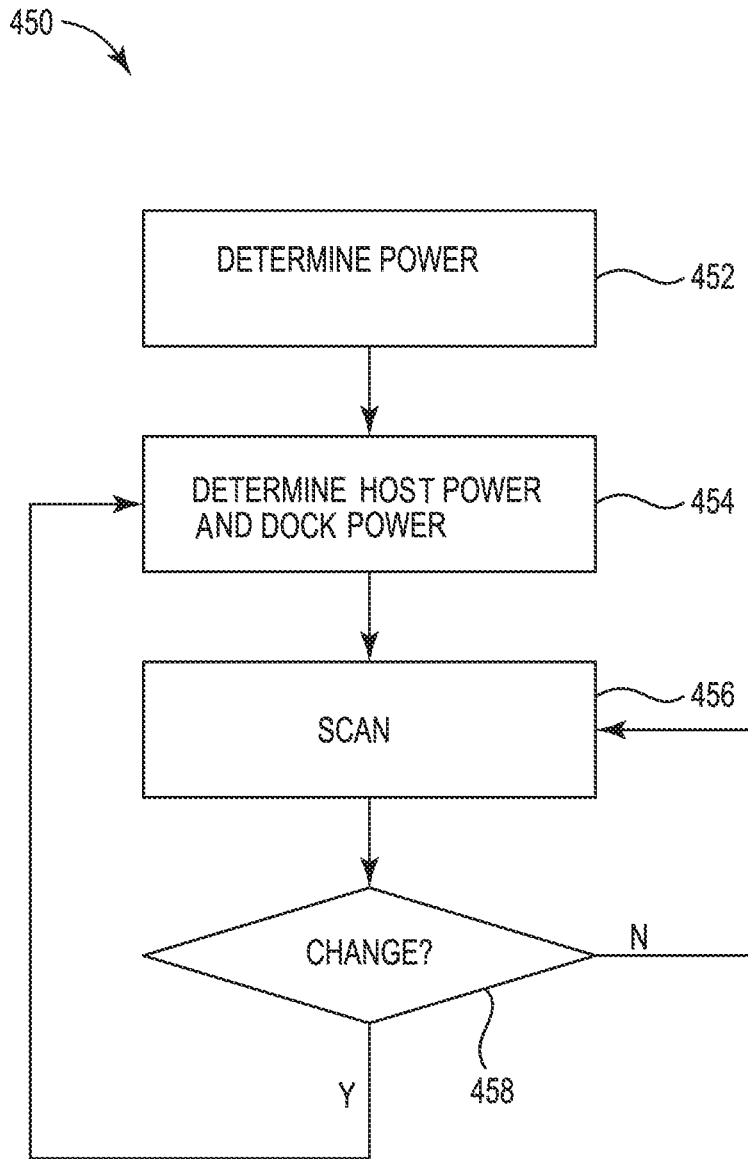 450
DETERMINE POWER
452
DETERMINE HOST POWER
AND DOCK POWER
454
SCAN
456
CHANGE?
N
458
Y